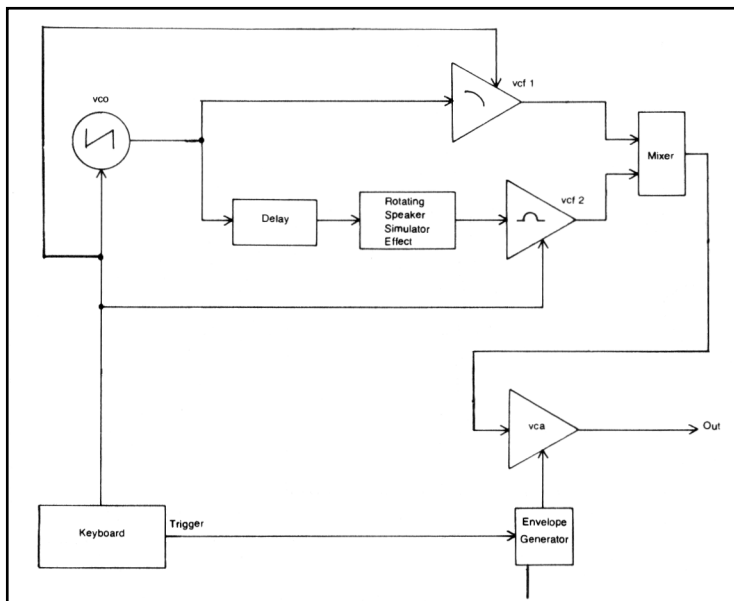 vco
vcf 1
Mixer
Delay
Rotating
Speaker
Simulator
Effect
vcf 2
vca
Out
Keyboard
Trigger
Envelope
Generator